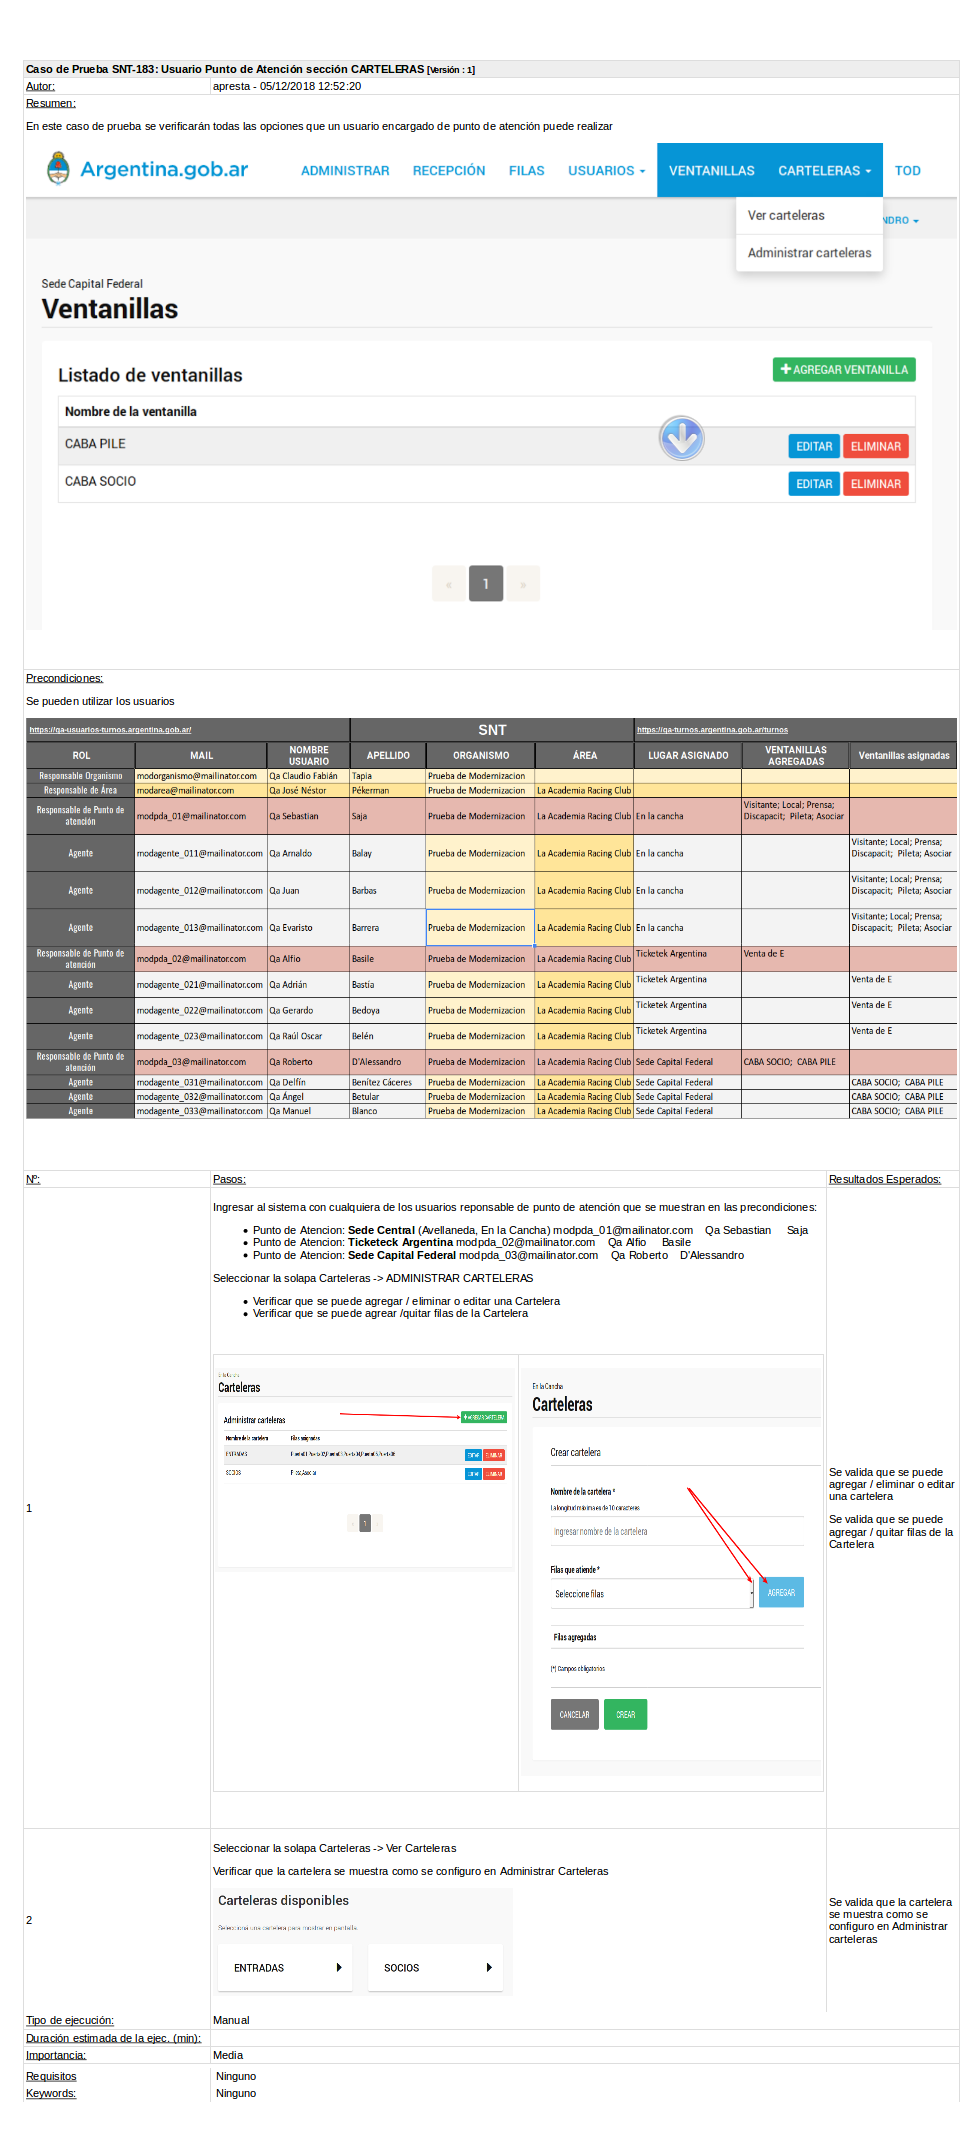 Caso de Prueba SNT-183: Usuario Punto de Atención sección CARTELERAS [Versión : 1]
Autor: apresta - 05/12/2018 12:52:20
Resumen:
En este caso de prueba se verificarán todas las opciones que un usuario encargado de punto de atención puede realizar
Argentina.gob.ar ADMINISTRAR RECEPCIÓN FILAS USUARIOS VENTANILLAS CARTELERAS TOD
Ver carteleras
NDRO
Administrar carteleras
Sede Capital Federal
Ventanillas
Listado de ventanillas
+ AGREGAR VENTANILLA
Nombre de la ventanilla
CABA PILE EDITAR ELIMINAR
CABA SOCIO EDITAR ELIMINAR
« 1 »
Precondiciones:
Se pueden utilizar los usuarios
https://qa-usuarios-turnos.argentina.gob.ar/ SNT https://qa-turnos.argentina.gob.ar/turnos
ROL MAIL NOMBRE USUARIO APELLIDO ORGANISMO ÁREA LUGAR ASIGNADO VENTANILLAS AGREGADAS Ventanillas asignadas
Responsable Organismo modorganismo@mailinator.com Qa Claudio Fabián Tapia Prueba de Modernizacion
Responsable de Área modarea@mailinator.com Qa José Néstor Pékerman Prueba de Modernizacion La Academia Racing Club
Responsable de Punto de atención modpda_01@mailinator.com Qa Sebastian Saja Prueba de Modernizacion La Academia Racing Club En la cancha Visitante; Local; Prensa; Discapacit; Pileta; Asociar
Agente modagente_011@mailinator.com Qa Arnaldo Balay Prueba de Modernizacion La Academia Racing Club En la cancha Visitante; Local; Prensa; Discapacit; Pileta; Asociar
Agente modagente_012@mailinator.com Qa Juan Barbas Prueba de Modernizacion La Academia Racing Club En la cancha Visitante; Local; Prensa; Discapacit; Pileta; Asociar
Agente modagente_013@mailinator.com Qa Evaristo Barrera Prueba de Modernizacion La Academia Racing Club En la cancha Visitante; Local; Prensa; Discapacit; Pileta; Asociar
Responsable de Punto de atención modpda_02@mailinator.com Qa Alfio Basile Prueba de Modernizacion La Academia Racing Club Ticketek Argentina Venta de E
Agente modagente_021@mailinator.com Qa Adrián Bastía Prueba de Modernizacion La Academia Racing Club Ticketek Argentina Venta de E
Agente modagente_022@mailinator.com Qa Gerardo Bedoya Prueba de Modernizacion La Academia Racing Club Ticketek Argentina Venta de E
Agente modagente_023@mailinator.com Qa Raúl Oscar Belén Prueba de Modernizacion La Academia Racing Club Ticketek Argentina Venta de E
Responsable de Punto de atención modpda_03@mailinator.com Qa Roberto D'Alessandro Prueba de Modernizacion La Academia Racing Club Sede Capital Federal CABA SOCIO; CABA PILE
Agente modagente_031@mailinator.com Qa Delfín Benítez Cáceres Prueba de Modernizacion La Academia Racing Club Sede Capital Federal CABA SOCIO; CABA PILE
Agente modagente_032@mailinator.com Qa Ángel Betular Prueba de Modernizacion La Academia Racing Club Sede Capital Federal CABA SOCIO; CABA PILE
Agente modagente_033@mailinator.com Qa Manuel Blanco Prueba de Modernizacion La Academia Racing Club Sede Capital Federal CABA SOCIO; CABA PILE
Nº: Pasos: Resultados Esperados:
1
Ingresar al sistema con cualquiera de los usuarios reponsable de punto de atención que se muestran en las precondiciones:
• Punto de Atencion: Sede Central (Avellaneda, En la Cancha) modpda_01@mailinator.com Qa Sebastian Saja
• Punto de Atencion: Ticketeck Argentina modpda_02@mailinator.com Qa Alfio Basile
• Punto de Atencion: Sede Capital Federal modpda_03@mailinator.com Qa Roberto D'Alessandro
Seleccionar la solapa Carteleras -> ADMINISTRAR CARTELERAS
• Verificar que se puede agregar / eliminar o editar una Cartelera
• Verificar que se puede agrear /quitar filas de la Cartelera
En la Cancha
Carteleras
Administrar carteleras
+ AGREGAR CARTELERA
Nombre de la cartelera Filas asignadas
ENTRADAS EDITAR ELIMINAR
SOCIOS EDITAR ELIMINAR
1
En la Cancha
Carteleras
Crear cartelera
Nombre de la cartelera *
La longitud máxima es de 10 caracteres
Ingresar nombre de la cartelera
Filas que atiende *
Seleccione filas AGREGAR
Filas agregadas
(*) Campos obligatorios
CANCELAR CREAR
Se valida que se puede
agregar / eliminar o editar
una cartelera
Se valida que se puede
agregar / quitar filas de la
Cartelera
2
Seleccionar la solapa Carteleras -> Ver Carteleras
Verificar que la cartelera se muestra como se configuro en Administrar Carteleras
Carteleras disponibles
Seleccioná una cartelera para mostrar en pantalla.
ENTRADAS SOCIOS
Se valida que la cartelera
se muestra como se
configuro en Administrar
carteleras
Tipo de ejecución: Manual
Duración estimada de la ejec. (min):
Importancia: Media
Requisitos Ninguno
Keywords: Ninguno